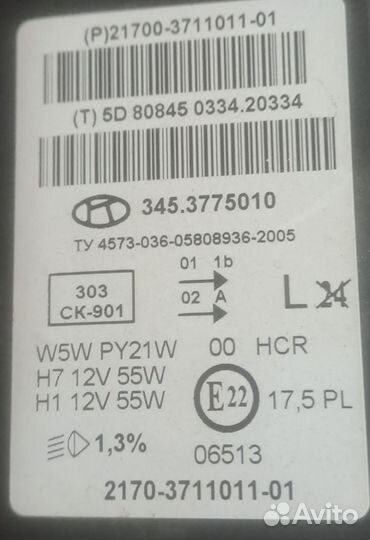 (P)21700-3711011-01
(T) 5D 80845 0334.20334
345.3775010
ТУ 4573-036-05808936-2005
01 1b
303
СК-901
02 A
L 24
W5W PY21W 00 HCR
H7 12V 55W
H1 12V 55W
E22
17,5 PL
1,3%
06513
2170-3711011-01
Avito